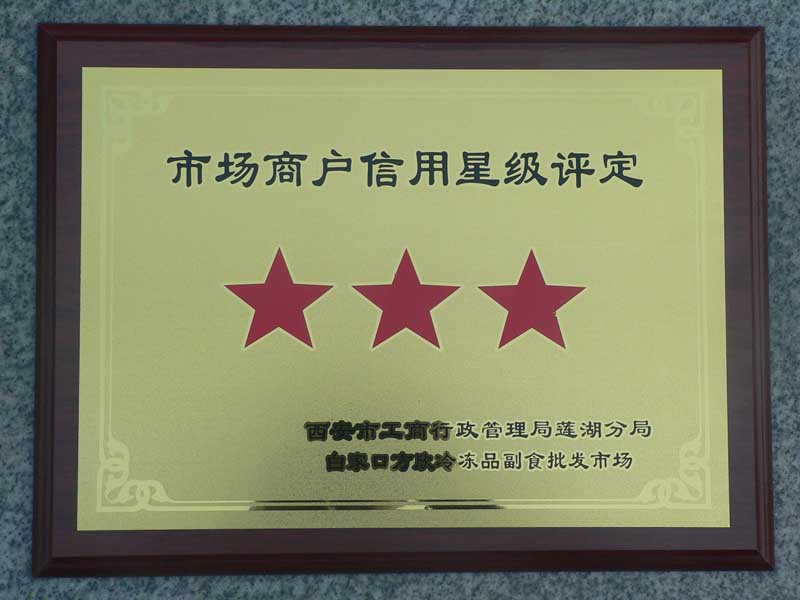 市场商户信用星级评定
西安市工商行政管理局莲湖分局
白家口方欣冷冻品副食批发市场